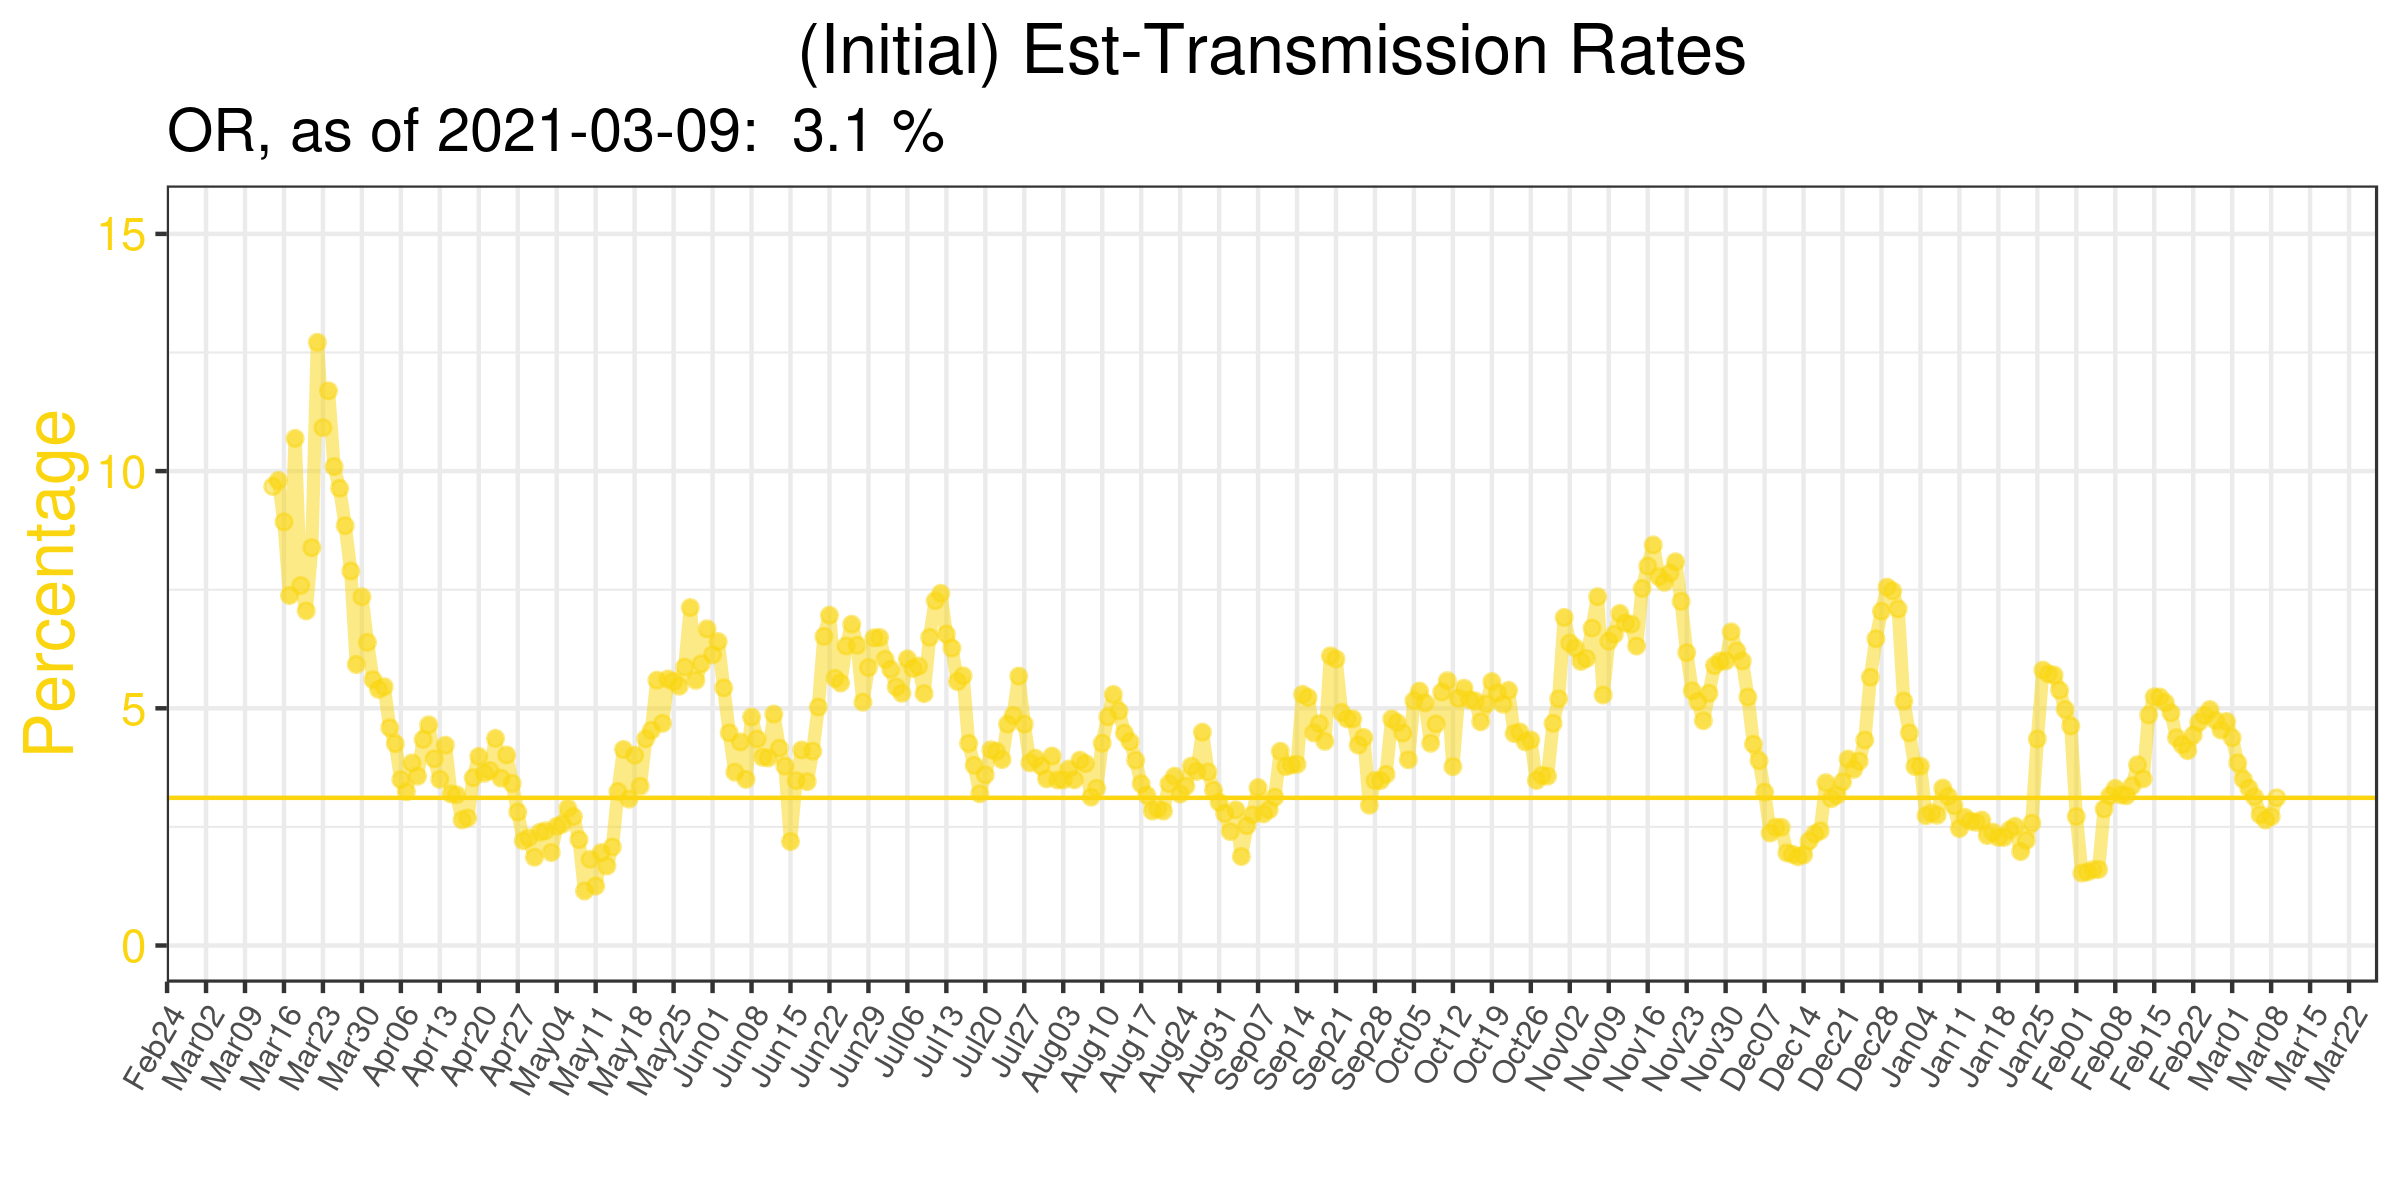 (Initial) Est-Transmission Rates
OR, as of 2021-03-09:  3.1 %
Percentage
15
10
5
0
Feb24
Mar02
Mar09
Mar16
Mar23
Mar30
Apr06
Apr13
Apr20
Apr27
May04
May11
May18
May25
Jun01
Jun08
Jun15
Jun22
Jun29
Jul06
Jul13
Jul20
Jul27
Aug03
Aug10
Aug17
Aug24
Aug31
Sep07
Sep14
Sep21
Sep28
Oct05
Oct12
Oct19
Oct26
Nov02
Nov09
Nov16
Nov23
Nov30
Dec07
Dec14
Dec21
Dec28
Jan04
Jan11
Jan18
Jan25
Feb01
Feb08
Feb15
Feb22
Mar01
Mar08
Mar15
Mar22